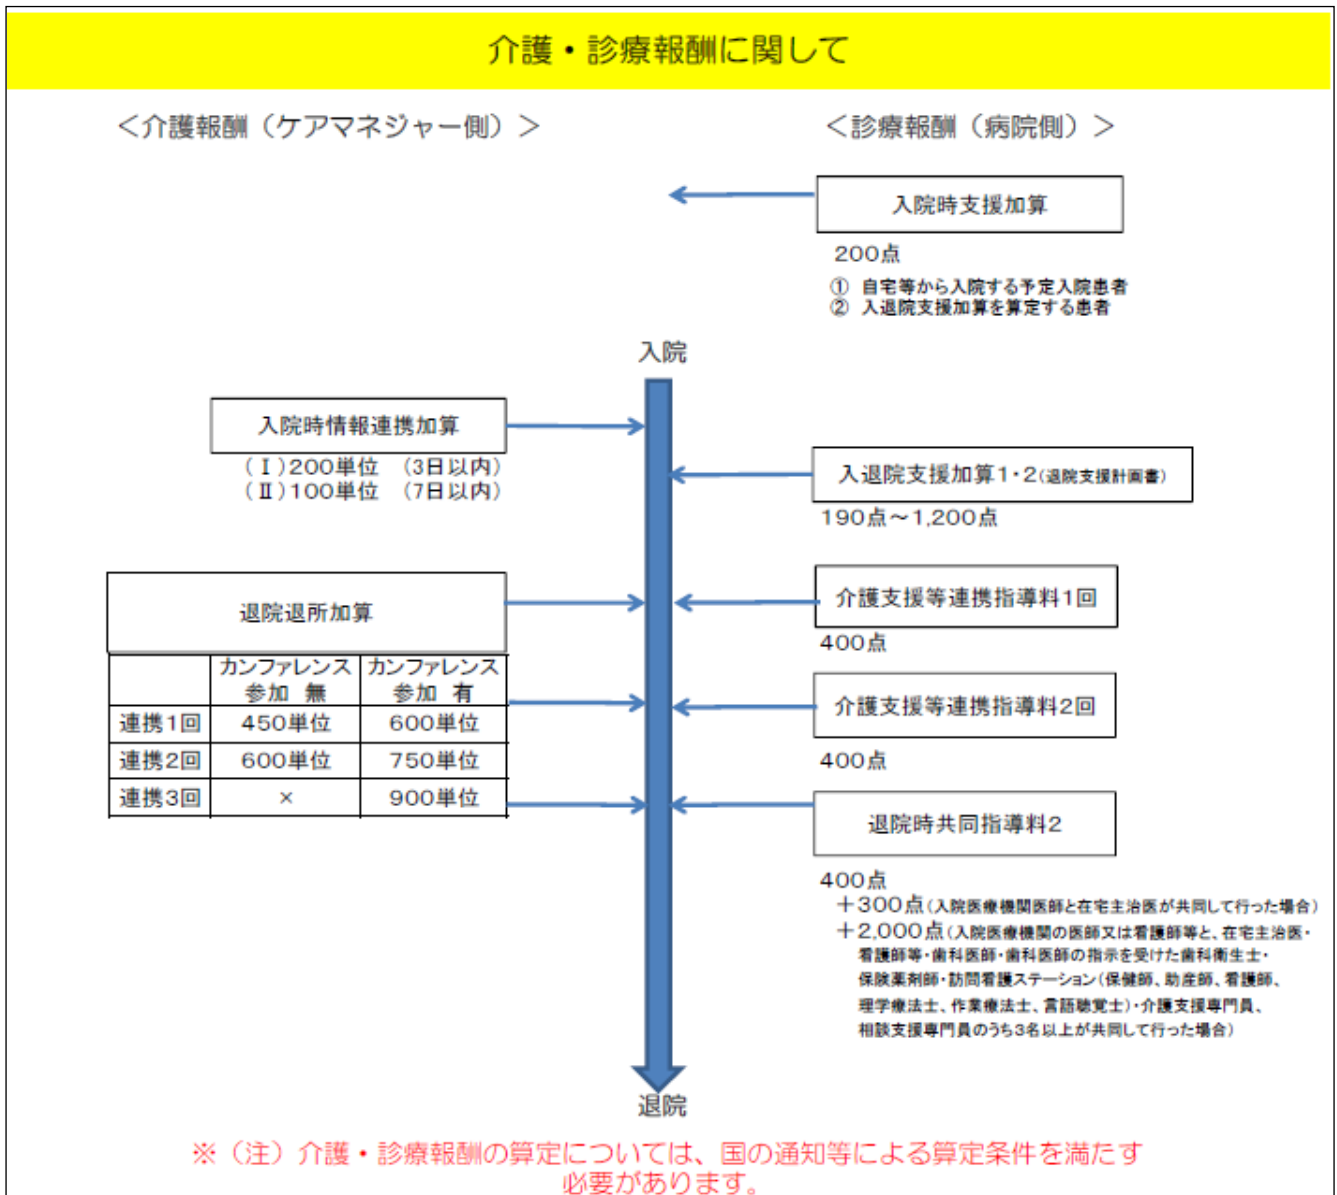 介護・診療報酬に関して
＜介護報酬（ケアマネジャー側）＞
＜診療報酬（病院側）＞
入院時支援加算
200点
① 自宅等から入院する予定入院患者
② 入退院支援加算を算定する患者
入院
入院時情報連携加算
（Ⅰ）200単位 （3日以内）
（Ⅱ）100単位 （7日以内）
入退院支援加算1・2（退院支援計画書）
190点～1,200点
退院退所加算
カンファレンス参加 無
カンファレンス参加 有
連携1回 450単位 600単位
連携2回 600単位 750単位
連携3回 × 900単位
介護支援等連携指導料1回
400点
介護支援等連携指導料2回
400点
退院時共同指導料2
400点
＋300点（入院医療機関医師と在宅主治医が共同して行った場合）
＋2,000点（入院医療機関の医師又は看護師等と、在宅主治医・
看護師等・歯科医師・歯科医師の指示を受けた歯科衛生士・
保険薬剤師・訪問看護ステーション（保健師、助産師、看護師、
理学療法士、作業療法士、言語聴覚士）・介護支援専門員、
相談支援専門員のうち3名以上が共同して行った場合）
退院
※（注）介護・診療報酬の算定については、国の通知等による算定条件を満たす
必要があります。